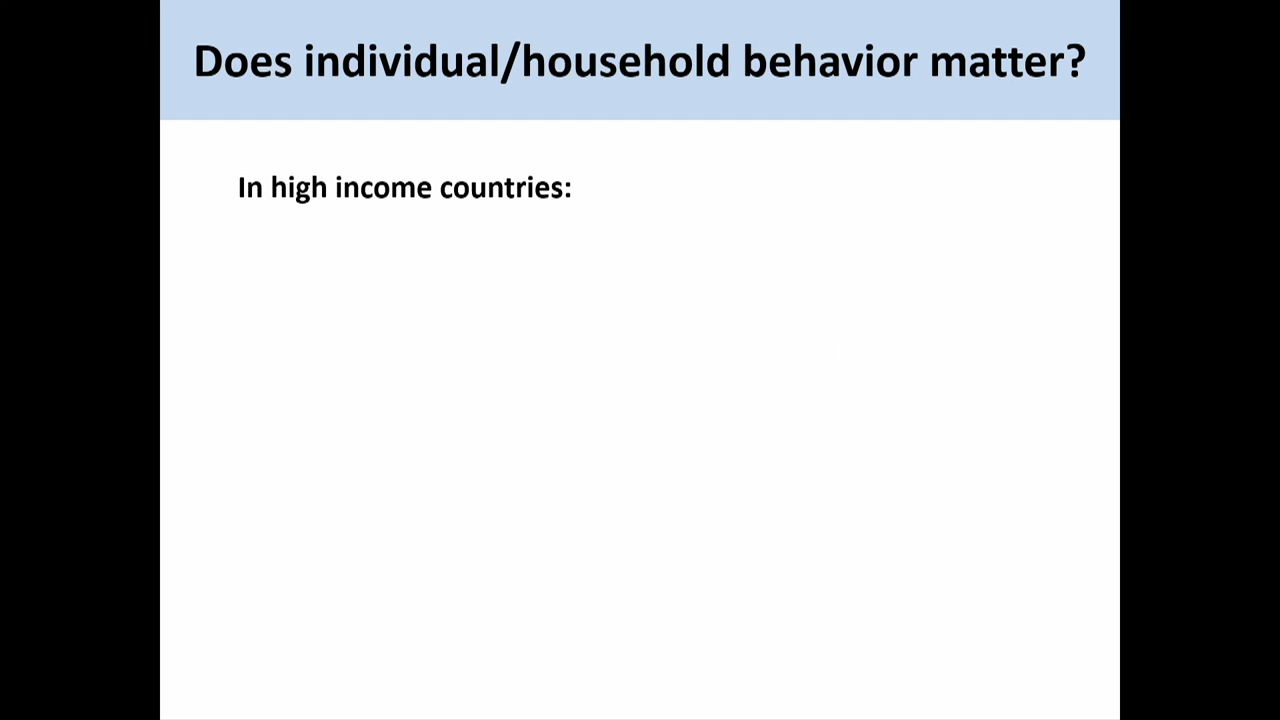 Does individual/household behavior matter?
In high income countries: